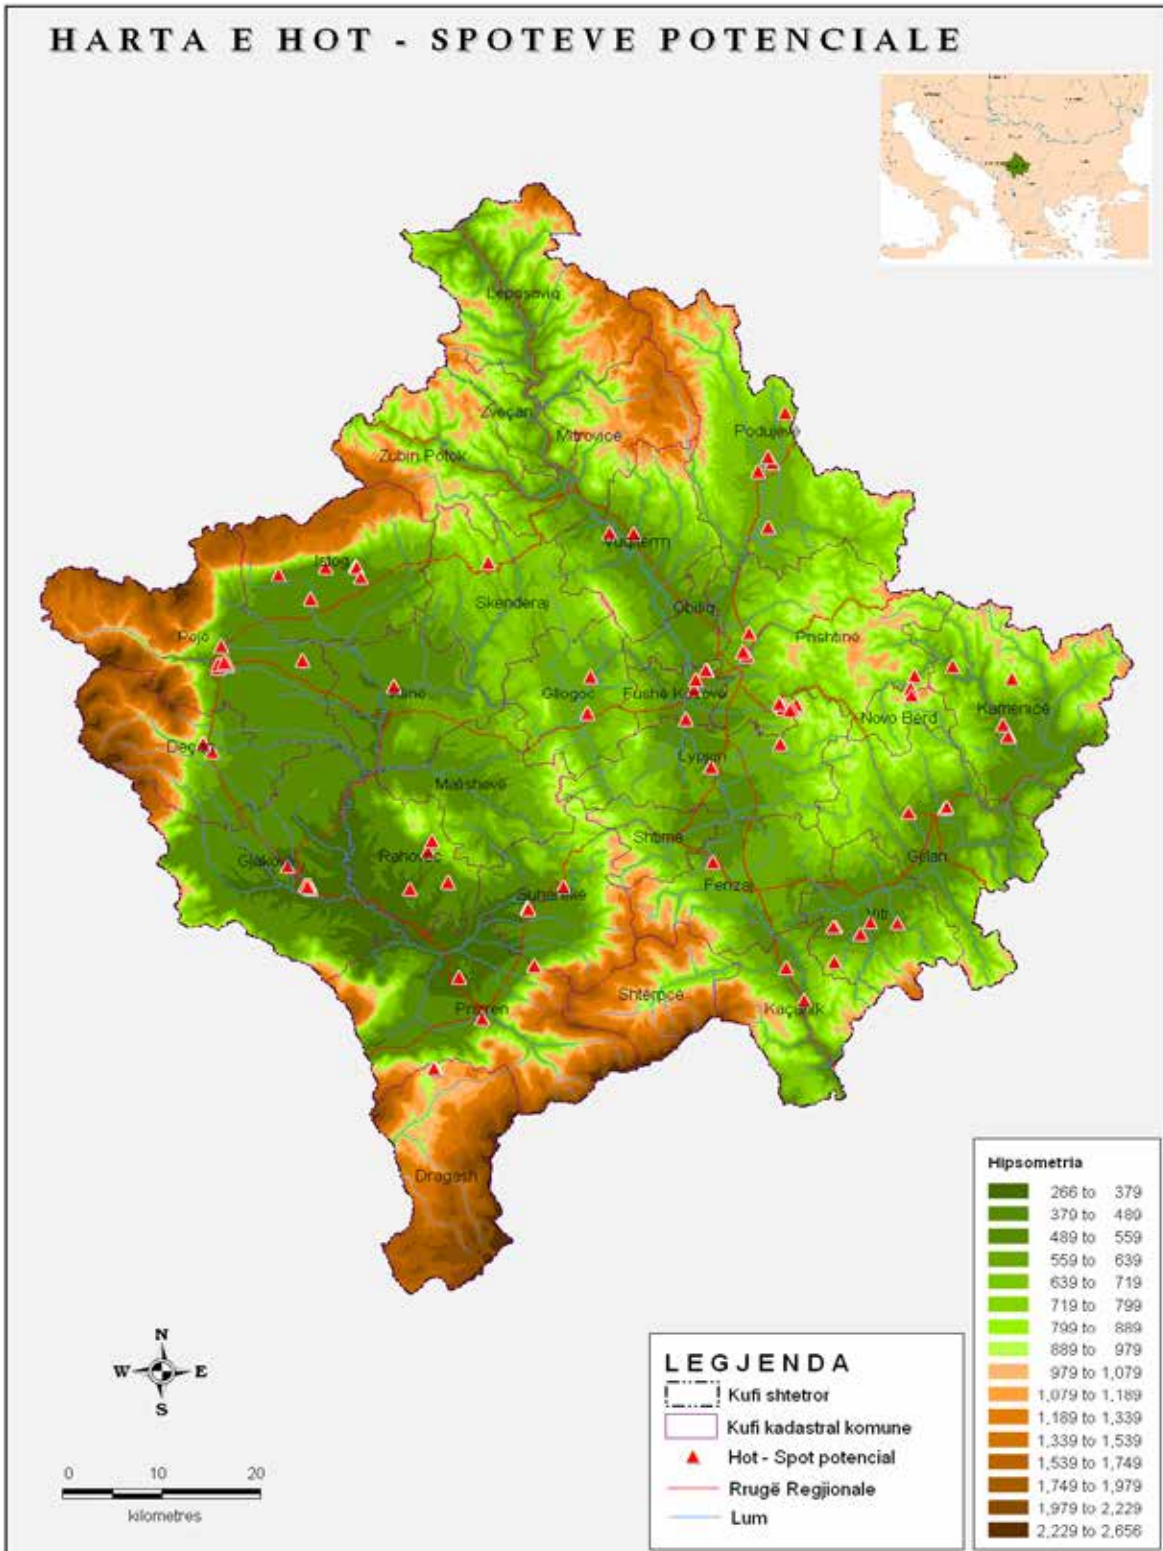 HARTA E HOT - SPOTEVE POTENCIALE
Leposaviq
Zveçan
Mitrovicë
Podujevë
Zubin Potok
Vushtrri
Istog
Skenderaj
Obiliq
Prishtinë
Pejë
Gllogoc
Fushë Kosovë
Novo Bërd
Kamenicë
Deçan
Lypjan
Malishevë
Shtime
Gjilan
Gjakovë
Rahovec
Ferizaj
Suharekë
Viti
Shtërpcë
Kaçanik
Prizren
Dragash
Hipsometria
266 to 379
379 to 489
489 to 559
559 to 639
639 to 719
719 to 799
799 to 889
889 to 979
979 to 1,079
1,079 to 1,189
1,189 to 1,339
1,339 to 1,539
1,539 to 1,749
1,749 to 1,979
1,979 to 2,229
2,229 to 2,656
N
W E
S
LEGJENDA
Kufi shtetror
Kufi kadastral komune
Hot - Spot potencial
Rrugë Regjionale
Lum
0 10 20
kilometres